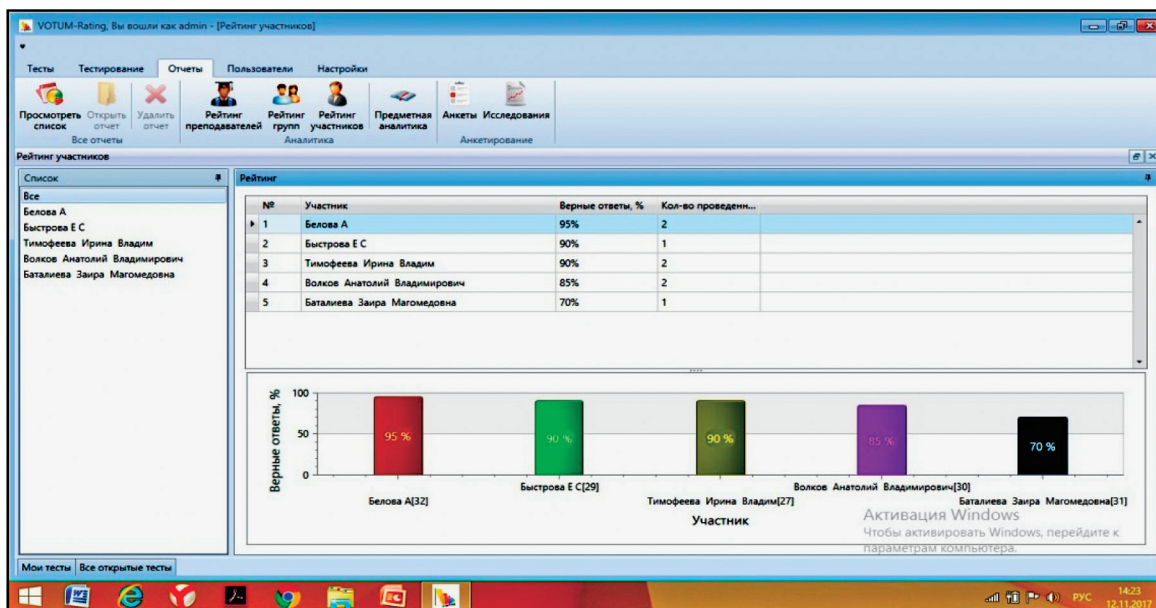 VOTUM-Rating, Вы вошли как admin - [Рейтинг участников]
Тесты Тестирование Отчеты Пользователи Настройки
Просмотреть список Открыть отчет Удалить отчет Рейтинг преподавателей Рейтинг групп Рейтинг участников Предметная аналитика Анкеты Исследования
Все отчеты Аналитика Анкетирование
Рейтинг участников
Список
Все
Белова А
Быстрова Е С
Тимофеева Ирина Владим
Волков Анатолий Владимирович
Баталиева Заира Магомедовна
Рейтинг
№ Участник Верные ответы, % Кол-во проведенн...
1 Белова А 95% 2
2 Быстрова Е С 90% 1
3 Тимофеева Ирина Владим 90% 2
4 Волков Анатолий Владимирович 85% 2
5 Баталиева Заира Магомедовна 70% 1
Верные ответы, %
100
50
0
95 %
90 %
90 %
85 %
70 %
Белова А[32]
Быстрова Е С[29]
Тимофеева Ирина Владим[27]
Волков Анатолий Владимирович[30]
Баталиева Заира Магомедовна[31]
Участник
Активация Windows
Чтобы активировать Windows, перейдите к
параметрам компьютера.
Мои тесты Все открытые тесты
РУС 14:23
12.11.2017